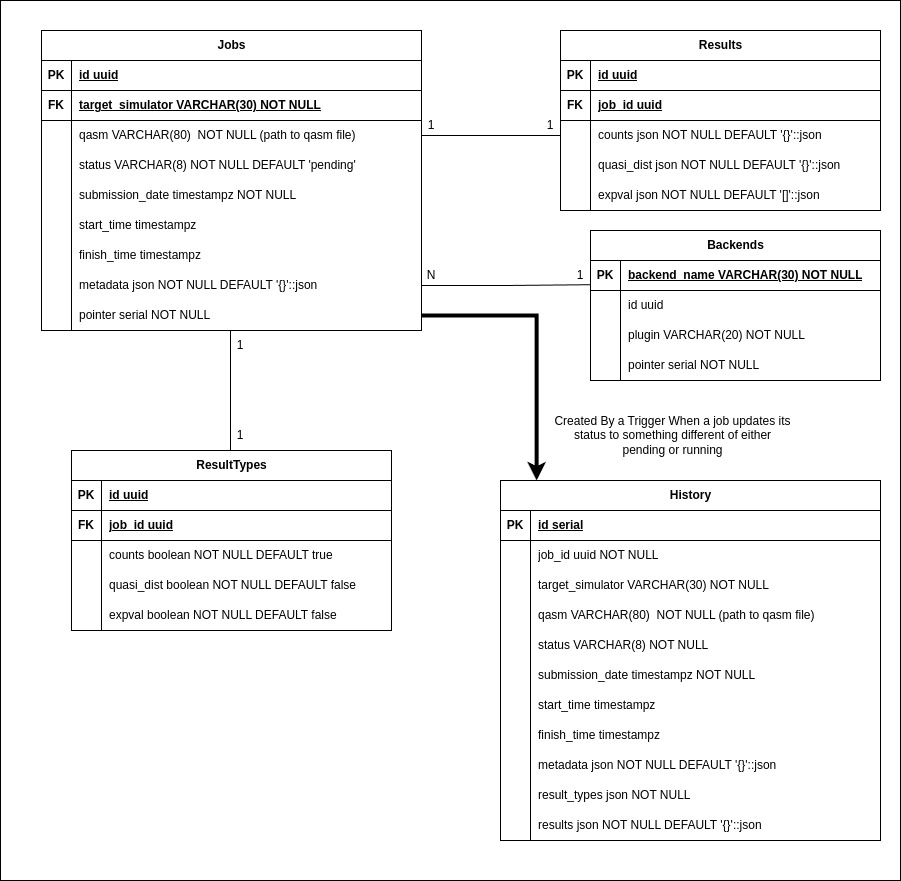 Jobs
PK id uuid
FK target_simulator VARCHAR(30) NOT NULL
qasm VARCHAR(80)  NOT NULL (path to qasm file)
status VARCHAR(8) NOT NULL DEFAULT 'pending'
submission_date timestampz NOT NULL
start_time timestampz
finish_time timestampz
metadata json NOT NULL DEFAULT '{}'::json
pointer serial NOT NULL
1
1
Results
PK id uuid
FK job_id uuid
counts json NOT NULL DEFAULT '{}'::json
quasi_dist json NOT NULL DEFAULT '{}'::json
expval json NOT NULL DEFAULT '[]'::json
N
1
Backends
PK backend_name VARCHAR(30) NOT NULL
id uuid
plugin VARCHAR(20) NOT NULL
pointer serial NOT NULL
1
1
ResultTypes
PK id uuid
FK job_id uuid
counts boolean NOT NULL DEFAULT true
quasi_dist boolean NOT NULL DEFAULT false
expval boolean NOT NULL DEFAULT false
Created By a Trigger When a job updates its
status to something different of either
pending or running
History
PK id serial
job_id uuid NOT NULL
target_simulator VARCHAR(30) NOT NULL
qasm VARCHAR(80)  NOT NULL (path to qasm file)
status VARCHAR(8) NOT NULL
submission_date timestampz NOT NULL
start_time timestampz
finish_time timestampz
metadata json NOT NULL DEFAULT '{}'::json
result_types json NOT NULL
results json NOT NULL DEFAULT '{}'::json